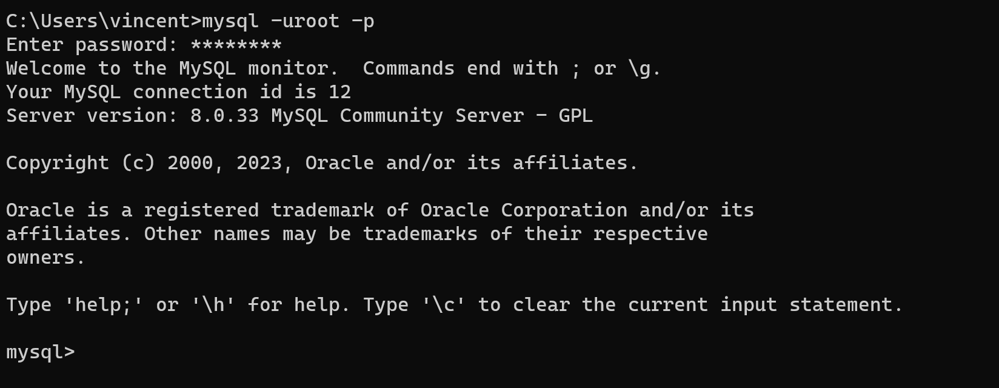 C:\Users\vincent>mysql -uroot -p
Enter password: ********
Welcome to the MySQL monitor.  Commands end with ; or \g.
Your MySQL connection id is 12
Server version: 8.0.33 MySQL Community Server - GPL

Copyright (c) 2000, 2023, Oracle and/or its affiliates.

Oracle is a registered trademark of Oracle Corporation and/or its
affiliates. Other names may be trademarks of their respective
owners.

Type 'help;' or '\h' for help. Type '\c' to clear the current input statement.

mysql>